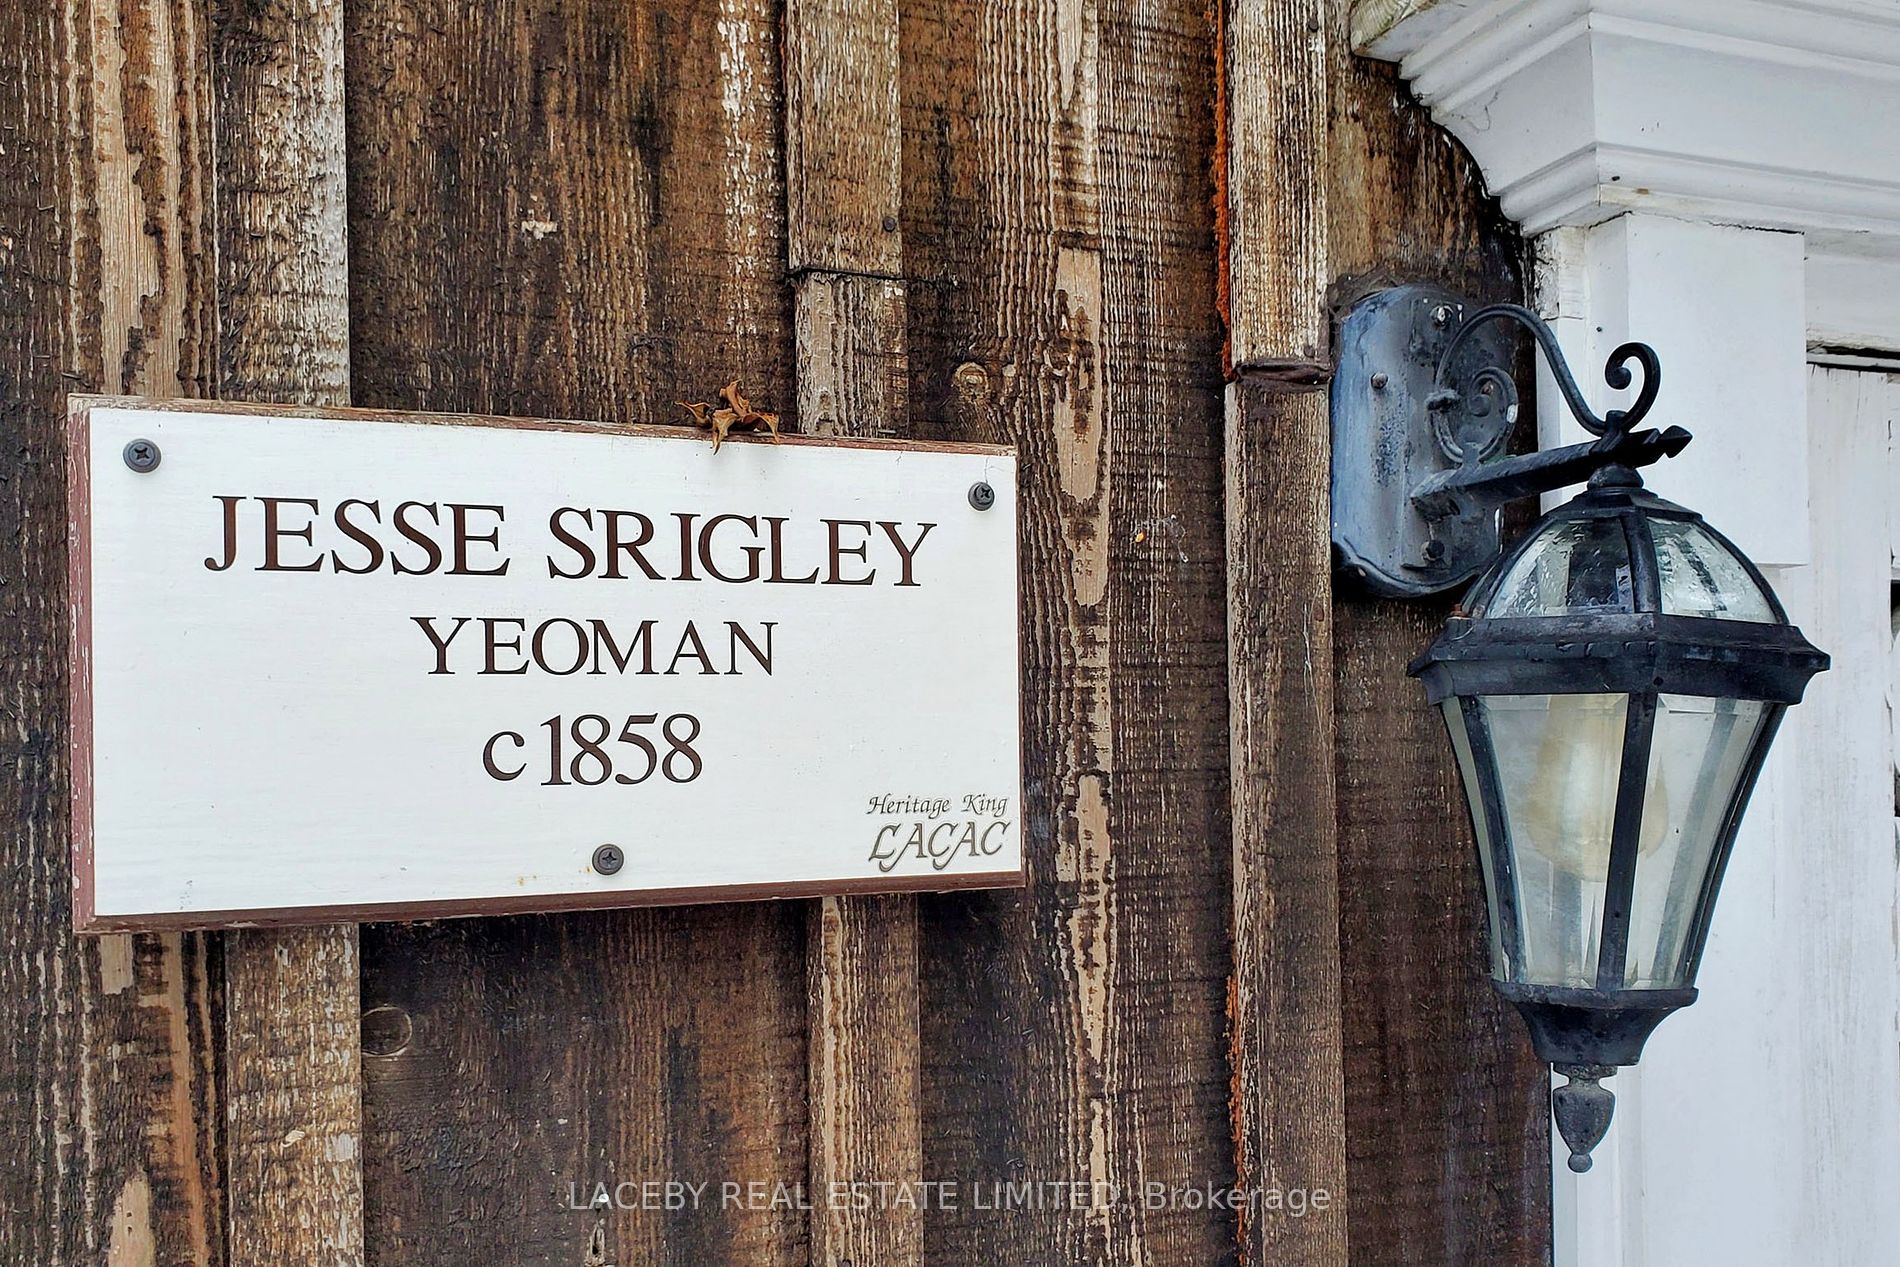 JESSE SRIGLEY
YEOMAN
c1858
Heritage King
LACAC
LACEBY REAL ESTATE LIMITED, Brokerage